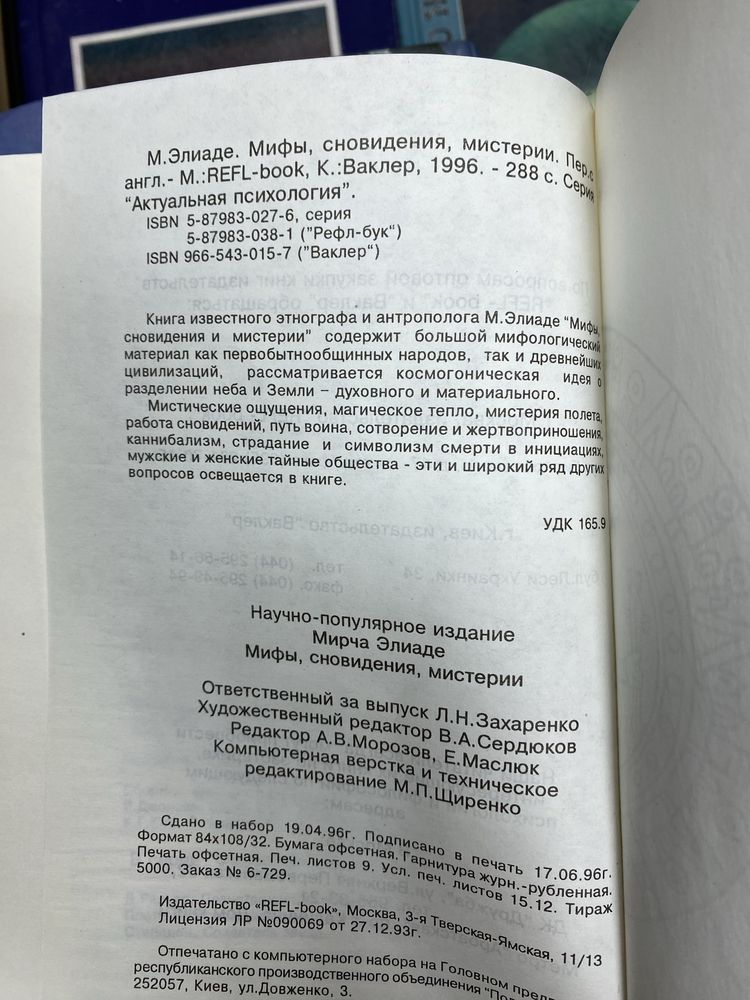 М.Элиаде. Мифы, сновидения, мистерии. Пер.с
англ.- М.:REFL-book, К.:Ваклер, 1996. - 288 с. Серия
"Актуальная психология".
ISBN 5-87983-027-6, серия
5-87983-038-1 ("Рефл-бук")
ISBN 966-543-015-7 ("Ваклер")
Книга известного этнографа и антрополога М.Элиаде "Мифы,
сновидения и мистерии" содержит большой мифологический
материал как первобытнообщинных народов, так и древнейших
цивилизаций, рассматривается космогоническая идея о
разделении неба и Земли – духовного и материального.
Мистические ощущения, магическое тепло, мистерия полета,
работа сновидений, путь воина, сотворение и жертвоприношения,
каннибализм, страдание и символизм смерти в инициациях,
мужские и женские тайные общества - эти и широкий ряд других
вопросов освещается в книге.
УДК 165.9
Научно-популярное издание
Мирча Элиаде
Мифы, сновидения, мистерии
Ответственный за выпуск Л.Н.Захаренко
Художественный редактор В.А.Сердюков
Редактор А.В.Морозов, Е.Маслюк
Компьютерная верстка и техническое
редактирование М.П.Щиренко
Сдано в набор 19.04.96г. Подписано в печать 17.06.96г.
Формат 84х108/32. Бумага офсетная. Гарнитура журн.-рубленная.
Печать офсетная. Печ. листов 9. Усл. печ. листов 15.12. Тираж
5000. Заказ № 6-729.
Издательство «REFL-book», Москва, 3-я Тверская-Ямская, 11/13
Лицензия ЛР №090069 от 27.12.93г.
Отпечатано с компьютерного набора на Головном
республиканского производственного объединения
252057, Киев, ул.Довженко, 3.